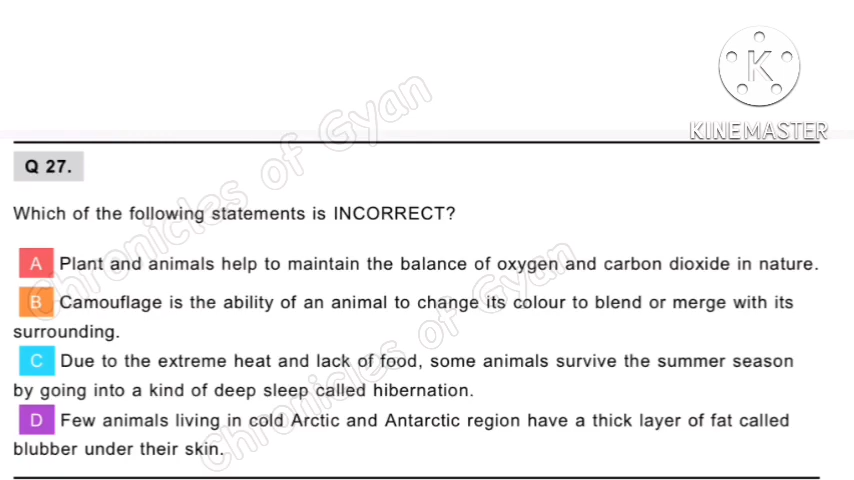 K
KINEMASTER
Q 27.
Which of the following statements is INCORRECT?
A Plant and animals help to maintain the balance of oxygen and carbon dioxide in nature.
B Camouflage is the ability of an animal to change its colour to blend or merge with its
surrounding.
C Due to the extreme heat and lack of food, some animals survive the summer season
by going into a kind of deep sleep called hibernation.
D Few animals living in cold Arctic and Antarctic region have a thick layer of fat called
blubber under their skin.
Chronicles of Gyan
Chronicles of Gyan